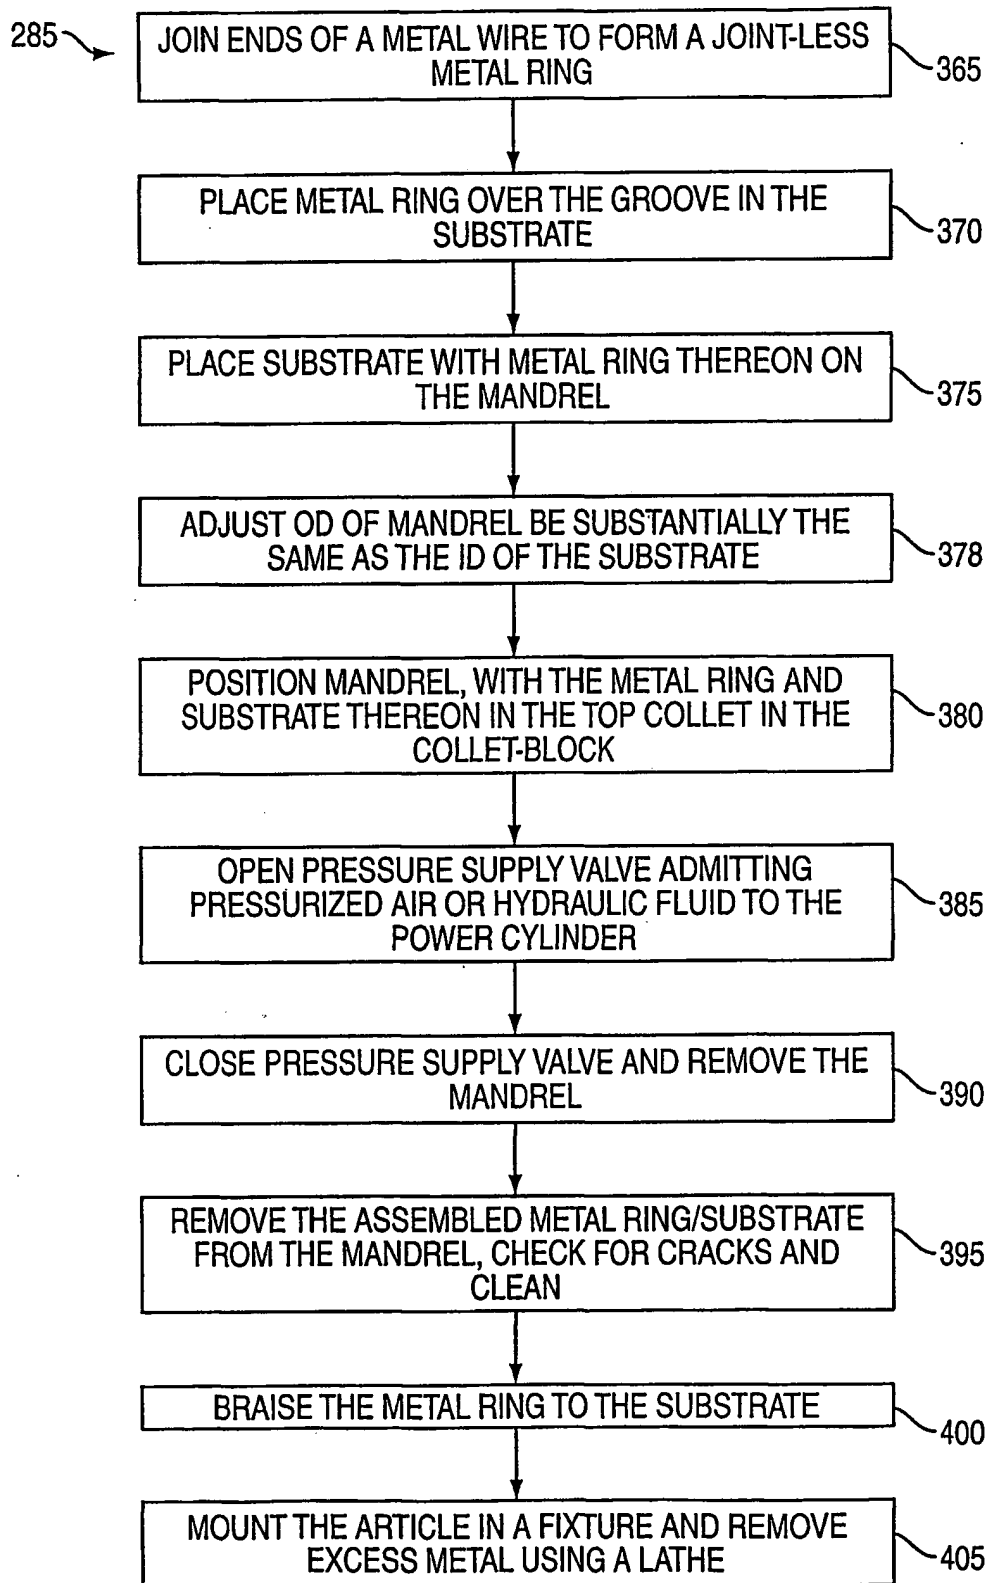 285
JOIN ENDS OF A METAL WIRE TO FORM A JOINT-LESS
METAL RING
365
PLACE METAL RING OVER THE GROOVE IN THE
SUBSTRATE
370
PLACE SUBSTRATE WITH METAL RING THEREON ON
THE MANDREL
375
ADJUST OD OF MANDREL BE SUBSTANTIALLY THE
SAME AS THE ID OF THE SUBSTRATE
378
POSITION MANDREL, WITH THE METAL RING AND
SUBSTRATE THEREON IN THE TOP COLLET IN THE
COLLET-BLOCK
380
OPEN PRESSURE SUPPLY VALVE ADMITTING
PRESSURIZED AIR OR HYDRAULIC FLUID TO THE
POWER CYLINDER
385
CLOSE PRESSURE SUPPLY VALVE AND REMOVE THE
MANDREL
390
REMOVE THE ASSEMBLED METAL RING/SUBSTRATE
FROM THE MANDREL, CHECK FOR CRACKS AND
CLEAN
395
BRAISE THE METAL RING TO THE SUBSTRATE
400
MOUNT THE ARTICLE IN A FIXTURE AND REMOVE
EXCESS METAL USING A LATHE
405